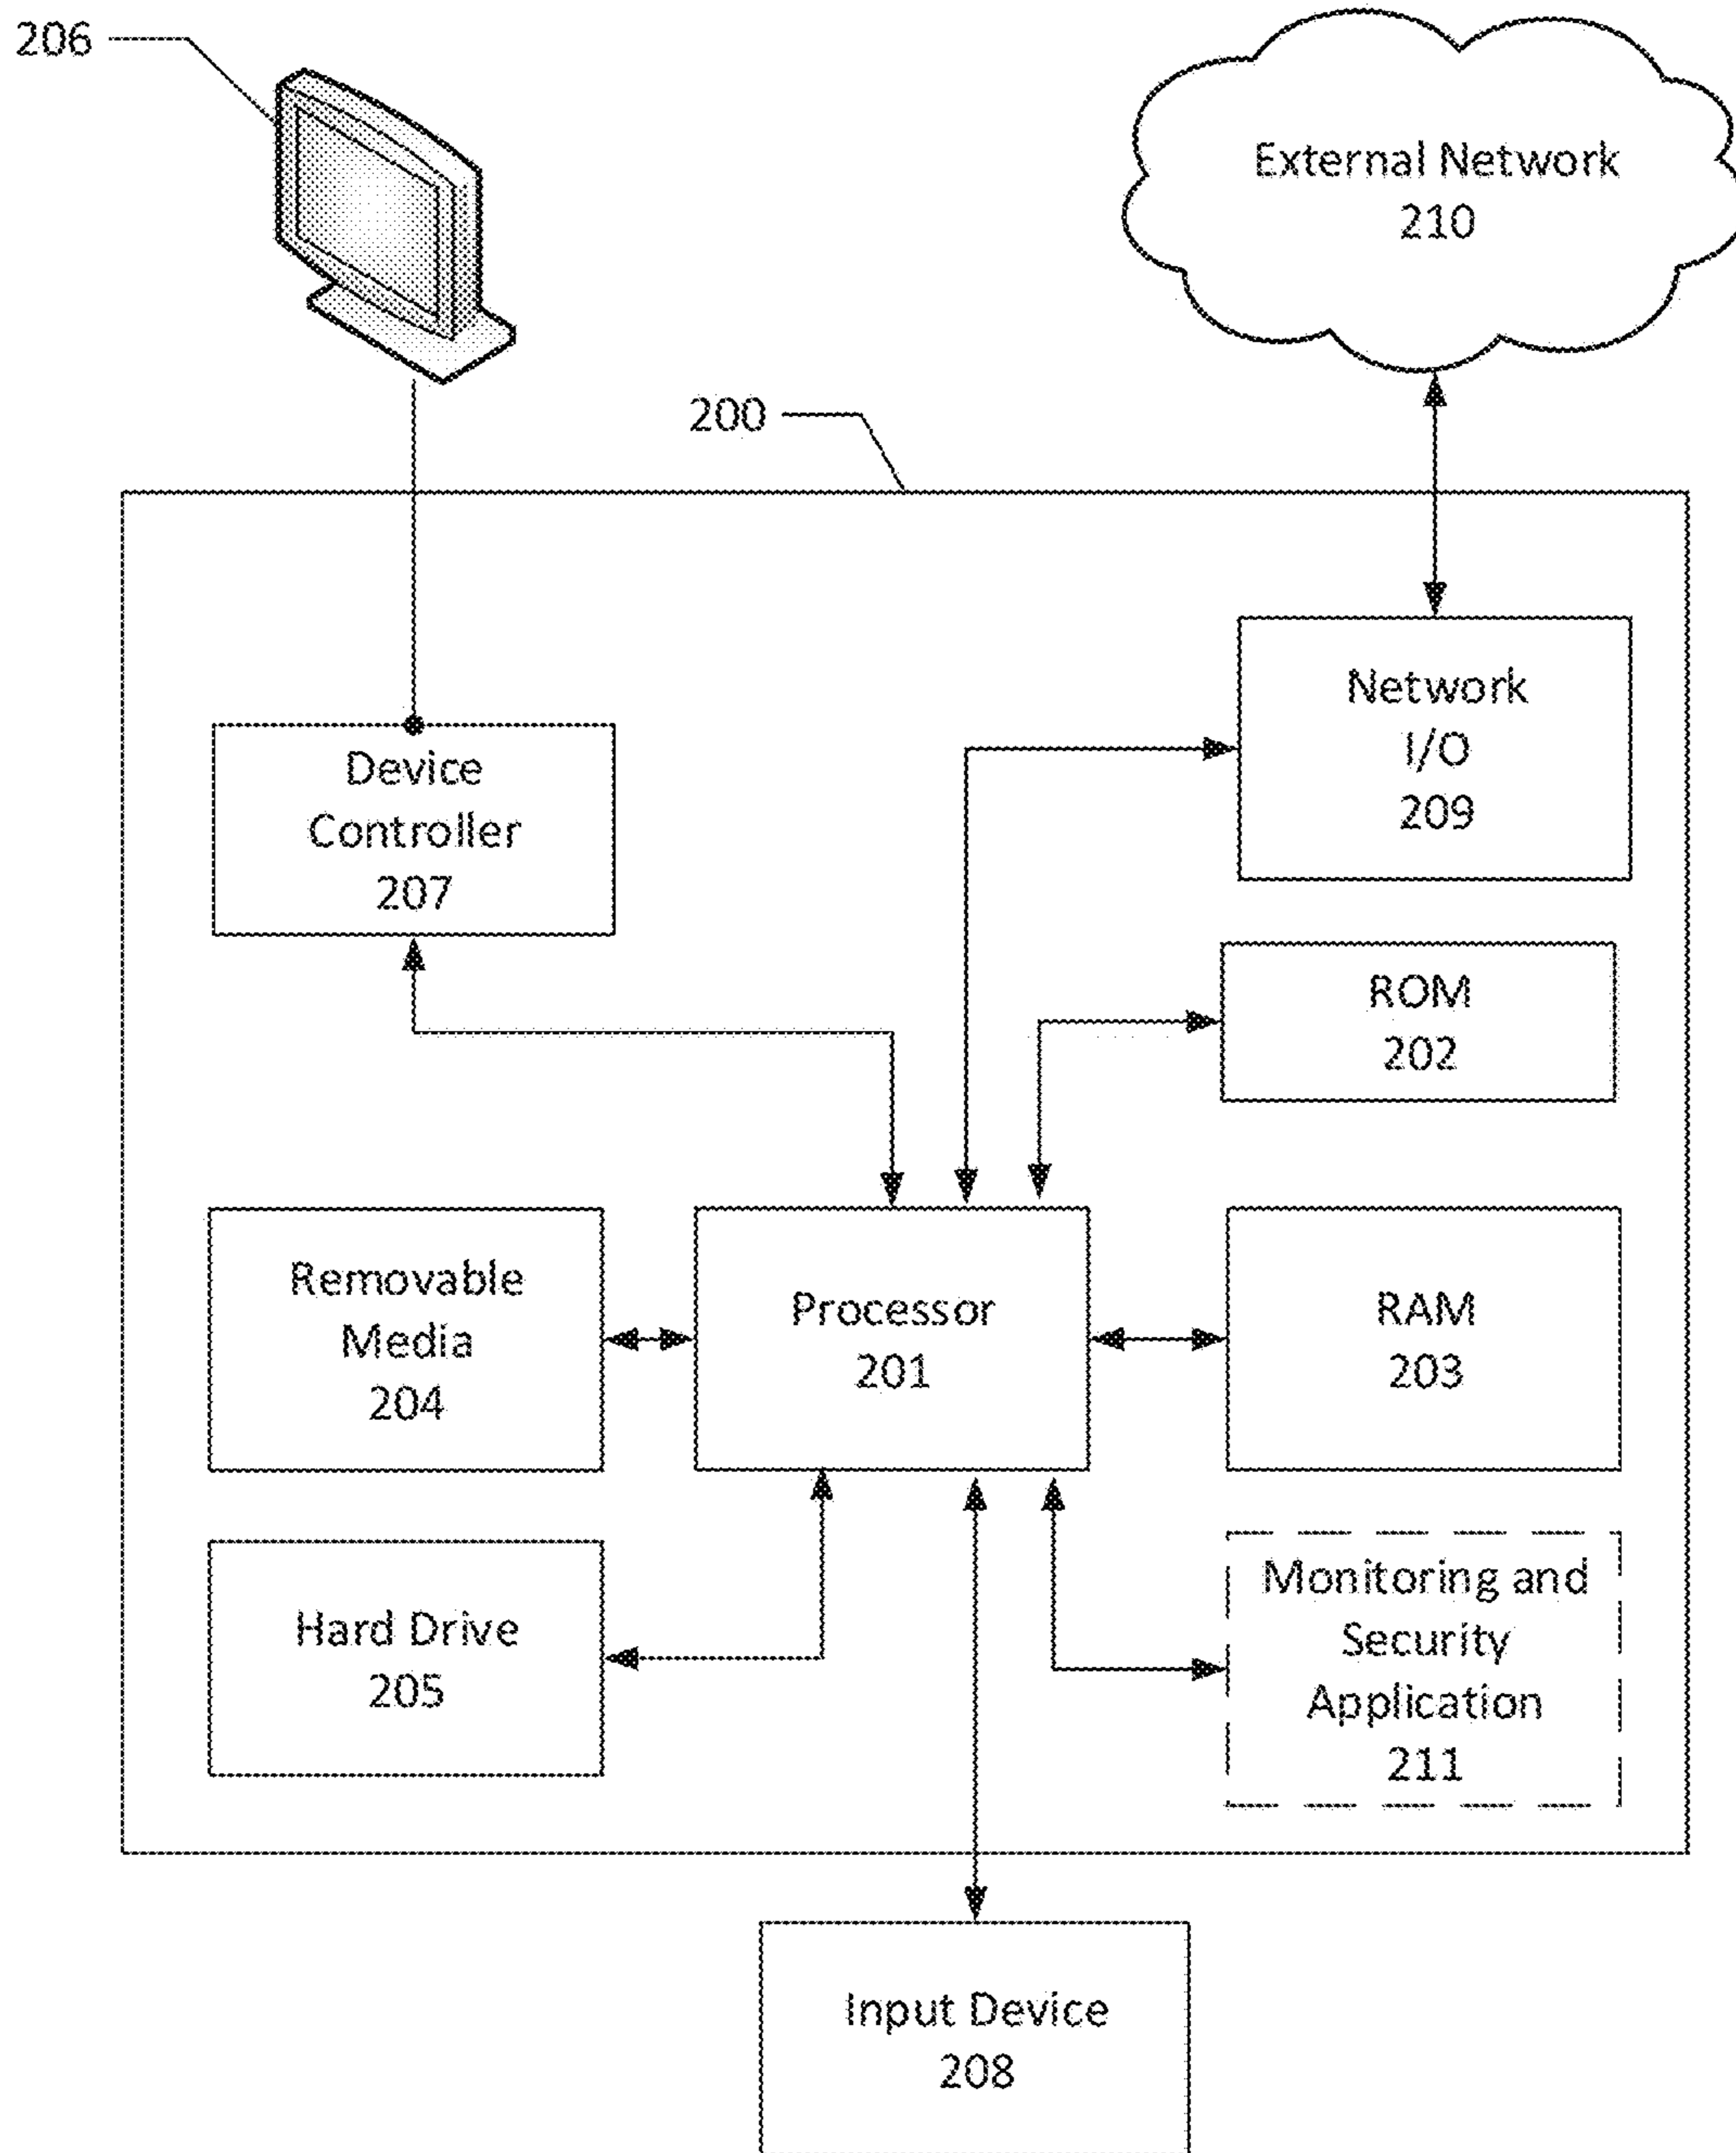 206
External Network
210
200
Network
I/O
209
Device
Controller
207
ROM
202
Removable
Media
204
Processor
201
RAM
203
Hard Drive
205
Monitoring and
Security
Application
211
Input Device
208